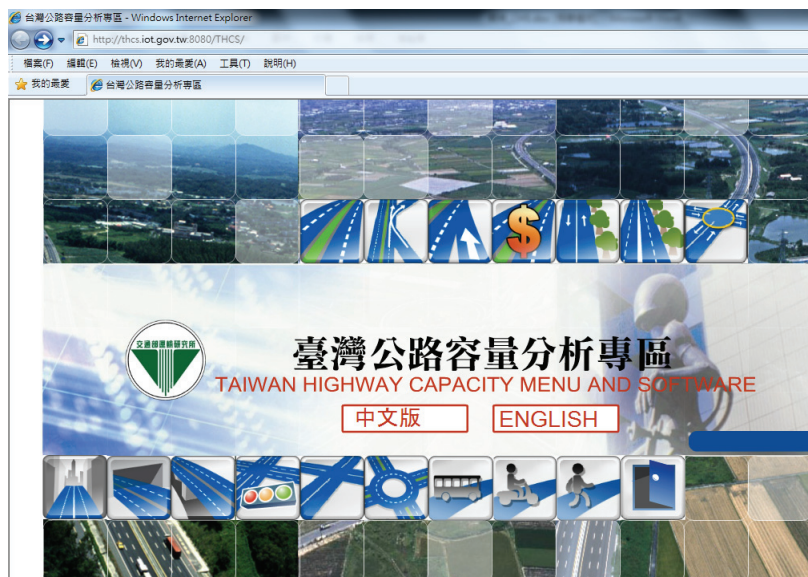 台灣公路容量分析專區 - Windows Internet Explorer
http://thcs.iot.gov.tw:8080/THCS/
檔案(F) 編輯(E) 檢視(V) 我的最愛(A) 工具(T) 說明(H)
我的最愛 台灣公路容量分析專區
$
交通部運輸研究所
臺灣公路容量分析專區
TAIWAN HIGHWAY CAPACITY MENU AND SOFTWARE
中文版 ENGLISH